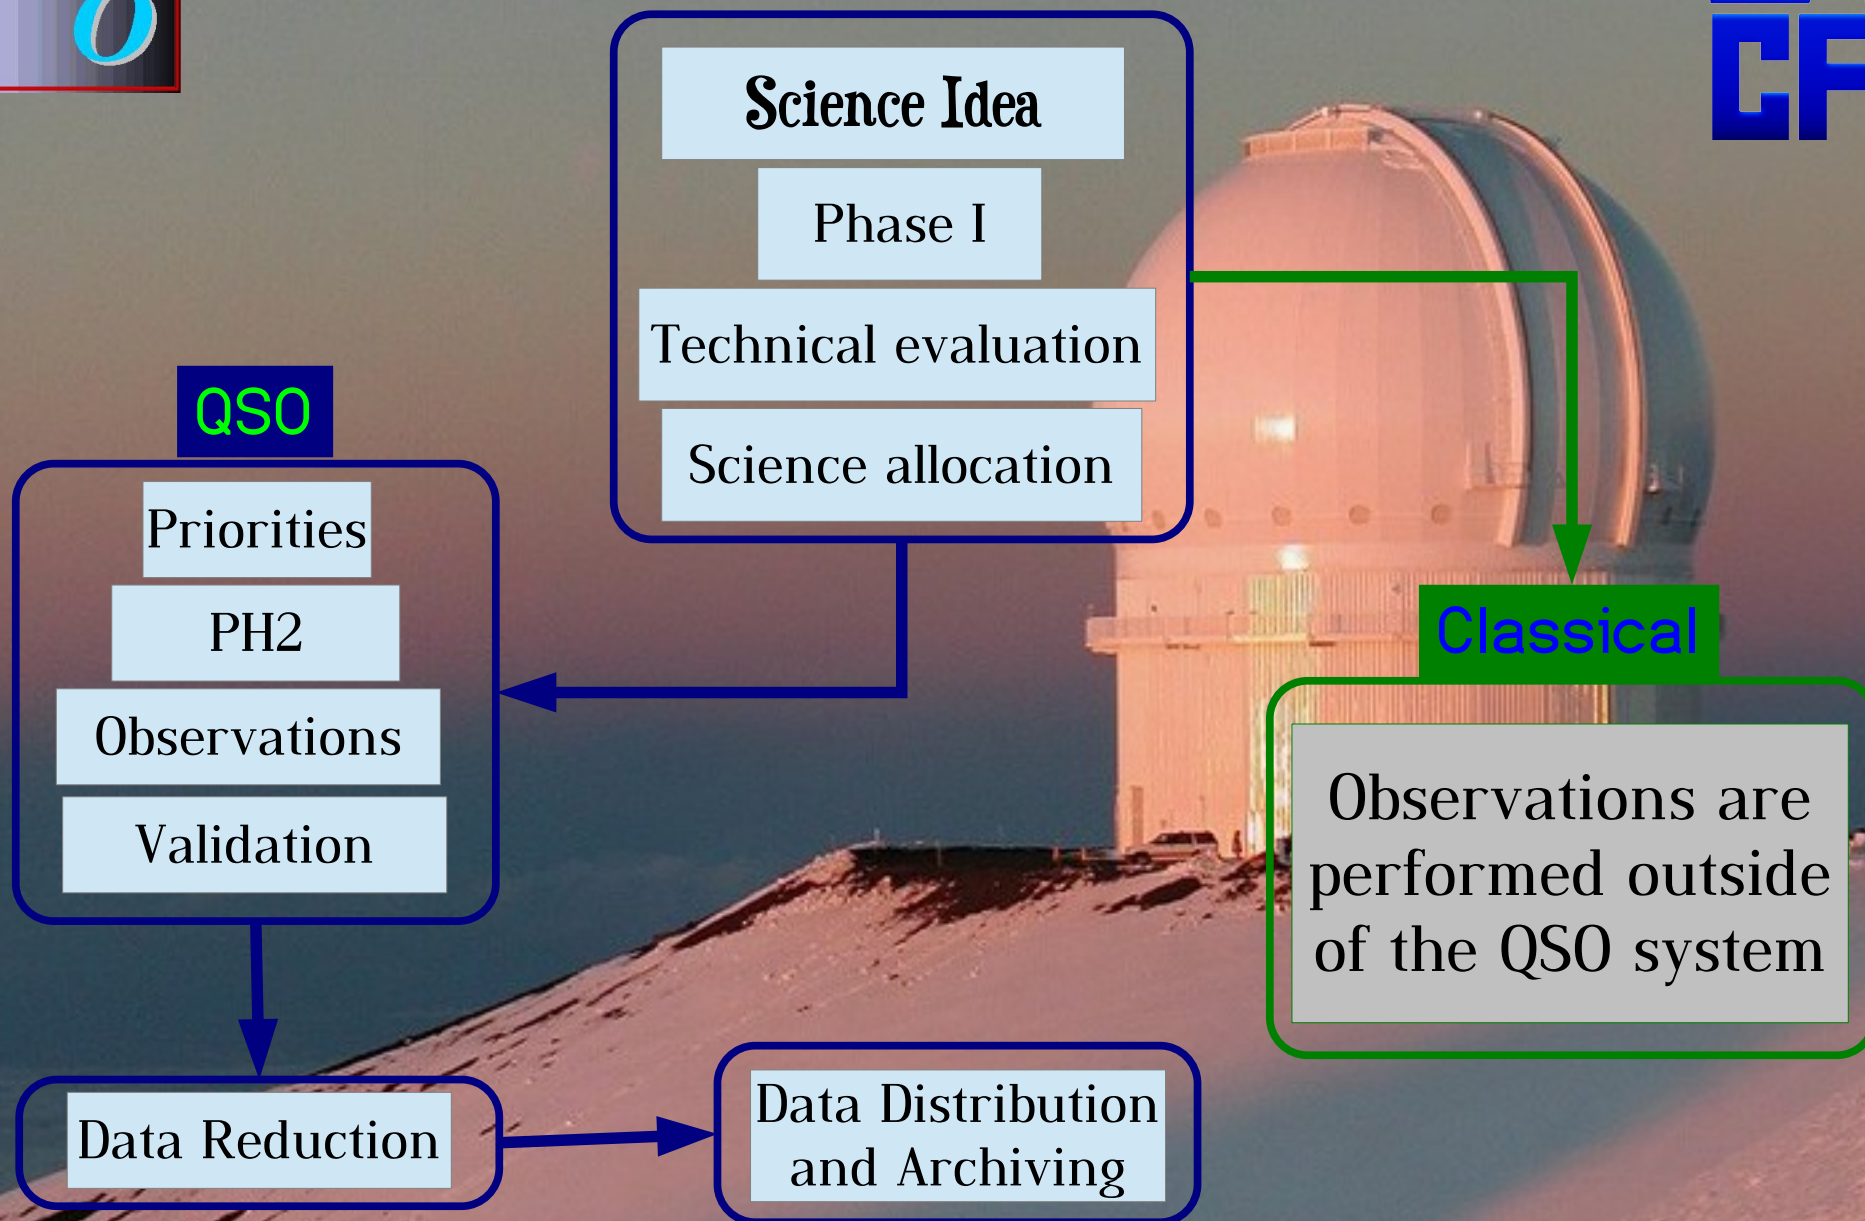 O
CF
Science Idea
Phase I
Technical evaluation
Science allocation
QSO
Priorities
PH2
Observations
Validation
Classical
Observations are
performed outside
of the QSO system
Data Reduction
Data Distribution
and Archiving